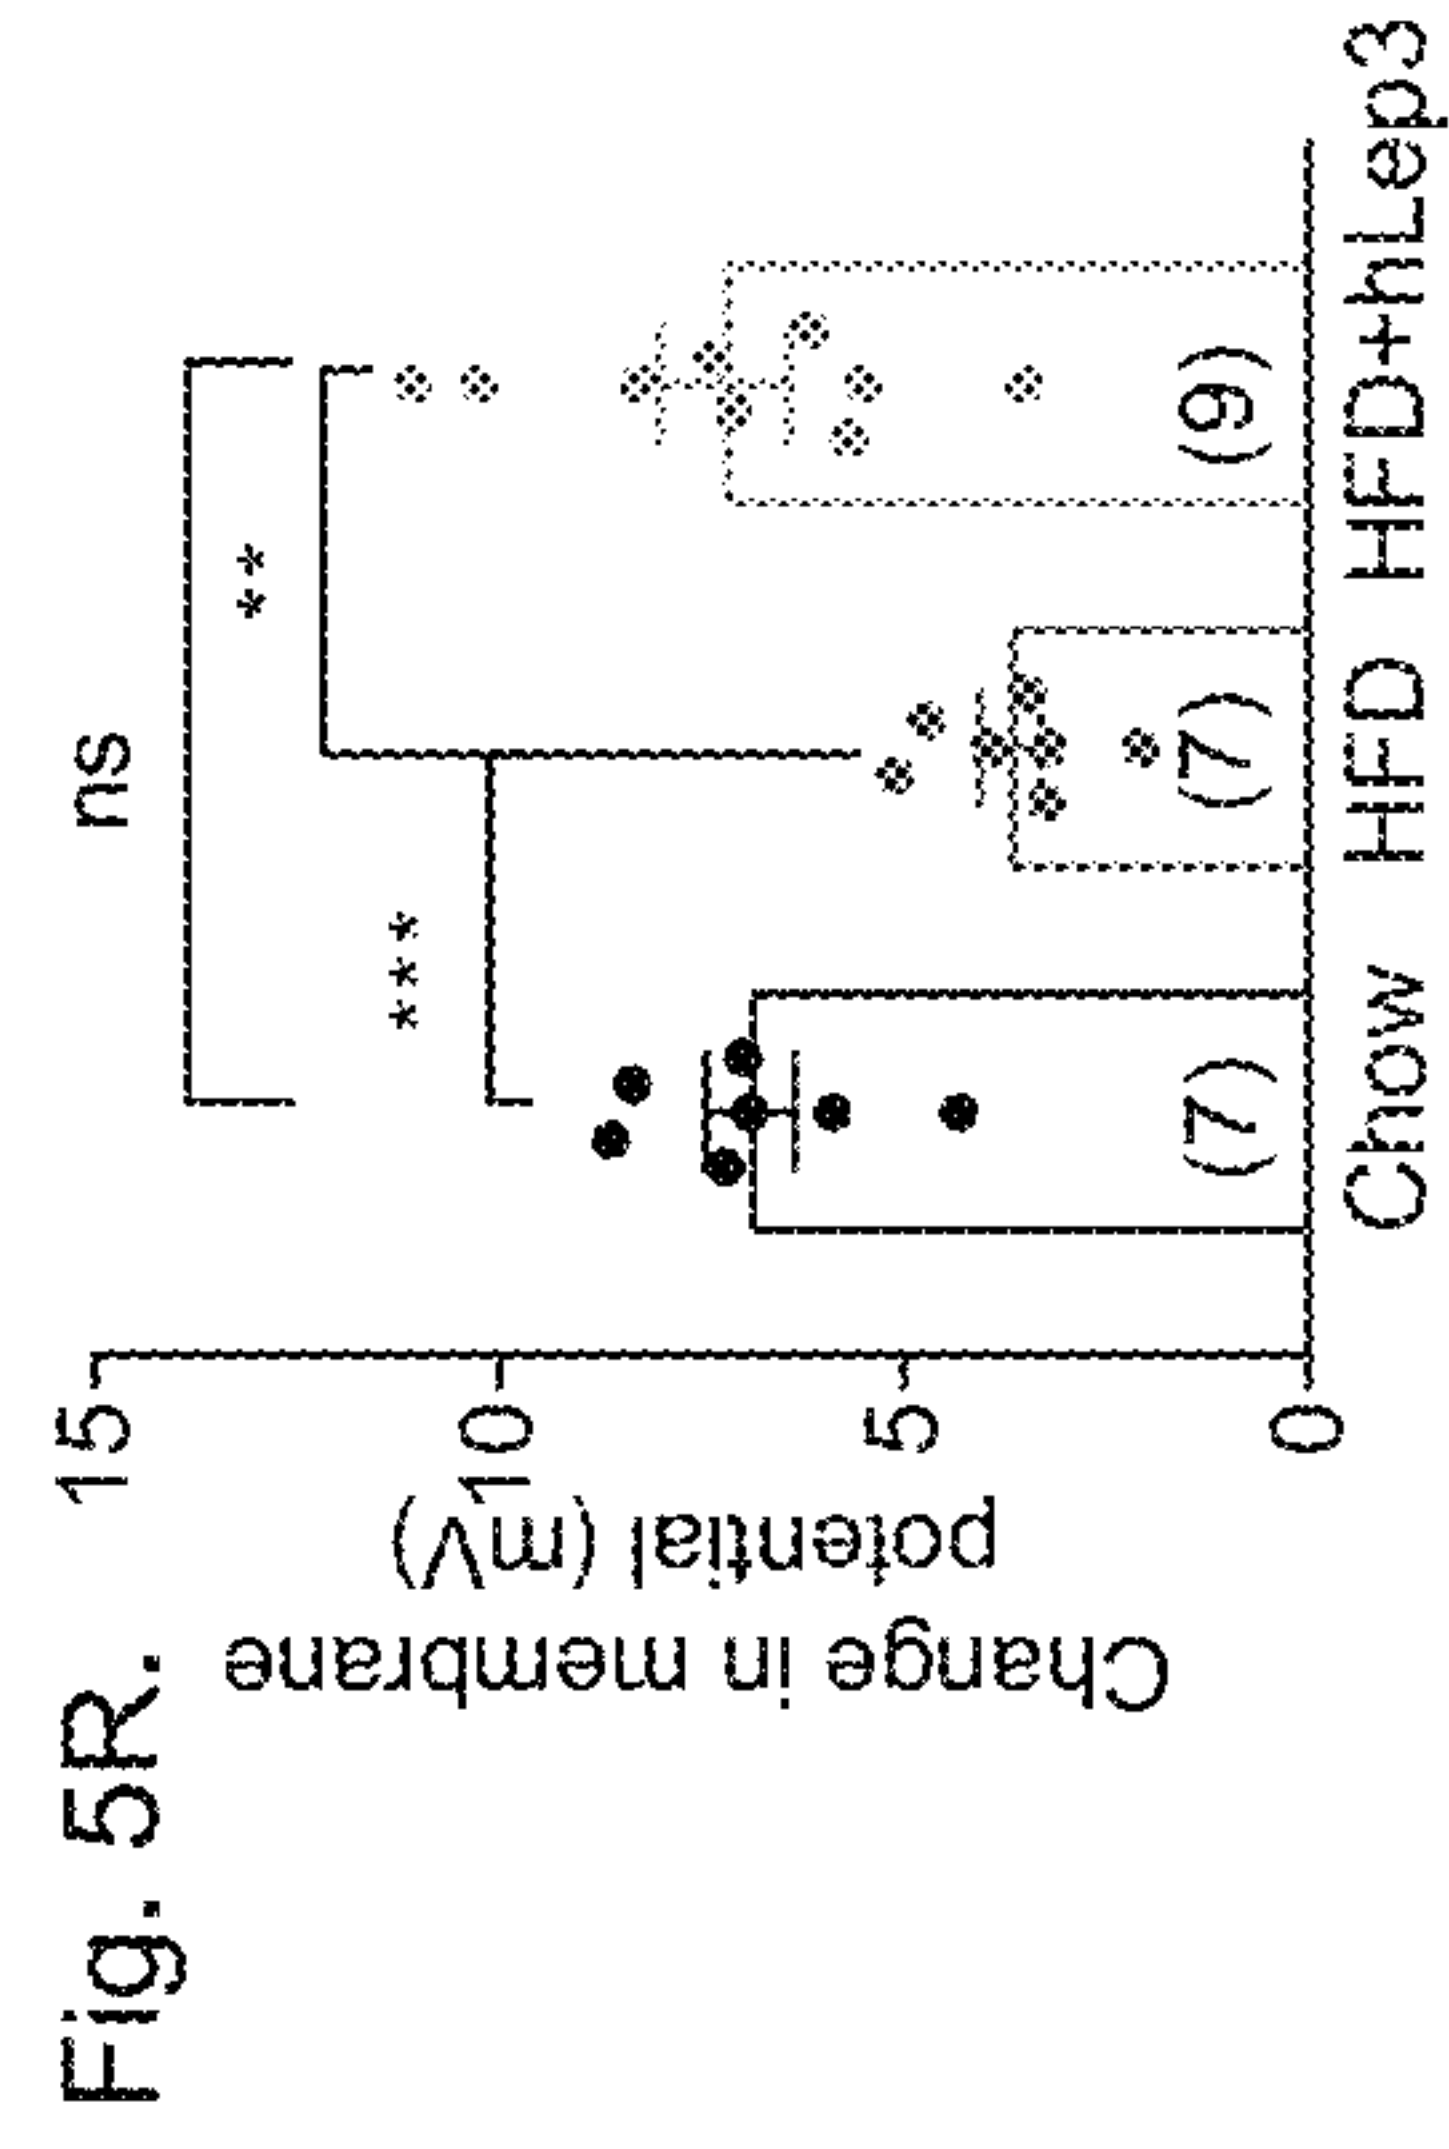 Fig. 5R.
Change in membrane
potential (mV)
15
10
5
0
ns
**
***
(7)
(7)
(9)
Chow HFD HFD+hLep3